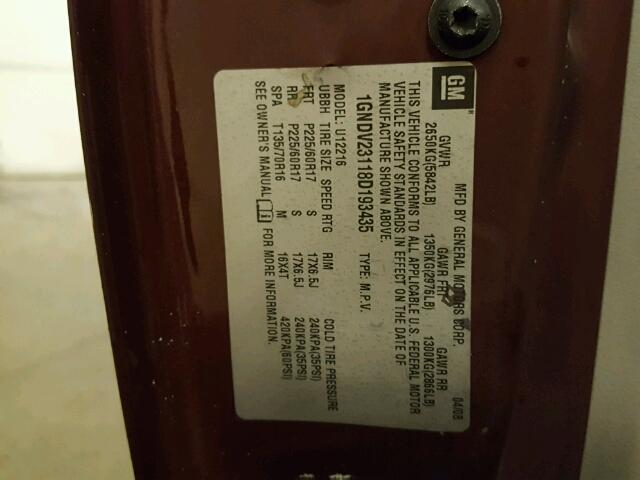 GM
MFD BY GENERAL MOTORS CORP. 04/08
GVWR GAWR FRT GAWR RR
2650KG(5842LB) 1350KG(2976LB) 1300KG(2866LB)
THIS VEHICLE CONFORMS TO ALL APPLICABLE U.S. FEDERAL MOTOR
VEHICLE SAFETY STANDARDS IN EFFECT ON THE DATE OF
MANUFACTURE SHOWN ABOVE.
1GNDV23118D193435 TYPE: M.P.V.
MODEL: U12216
UBBH TIRE SIZE SPEED RTG RIM COLD TIRE PRESSURE
FRT P225/60R17 S 17X6.5J 240KPA(35PSI)
RR P225/60R17 S 17X6.5J 240KPA(35PSI)
SPA T135/70R16 M 16X4T 420KPA(60PSI)
SEE OWNER'S MANUAL FOR MORE INFORMATION.